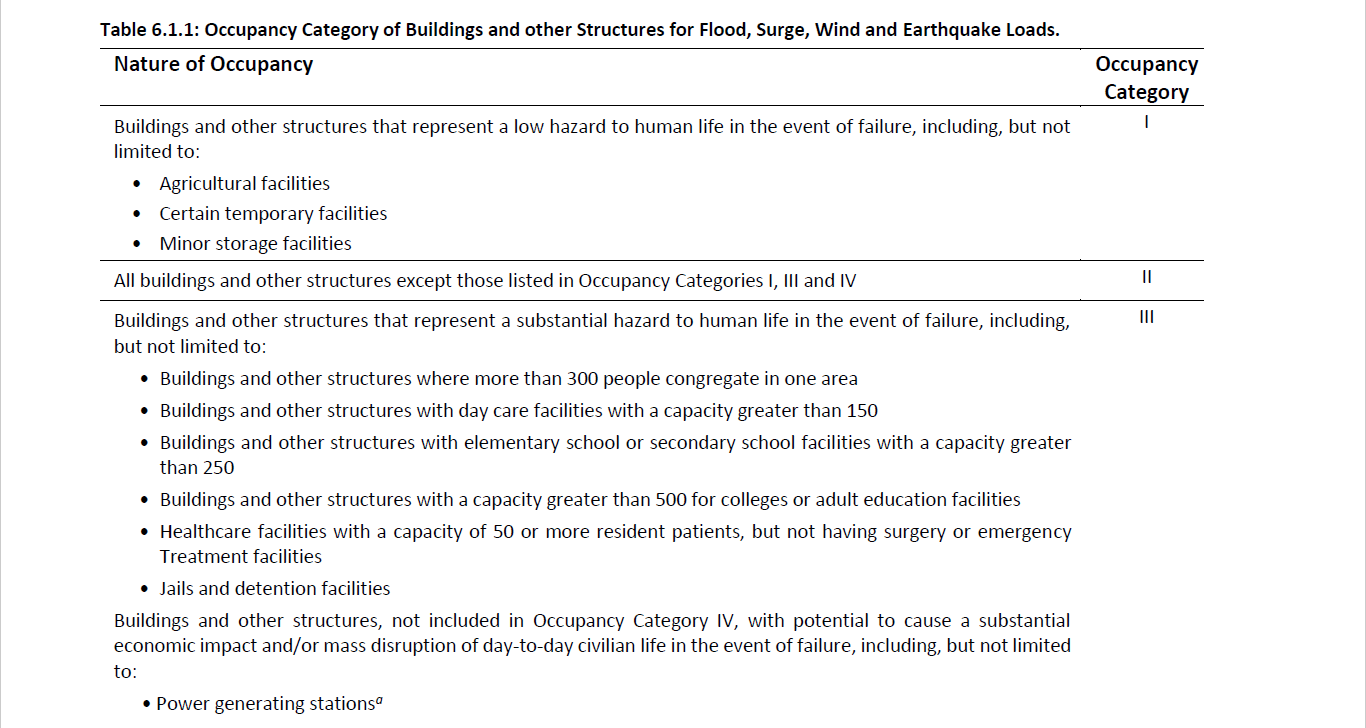 Table 6.1.1: Occupancy Category of Buildings and other Structures for Flood, Surge, Wind and Earthquake Loads.
Nature of Occupancy
Occupancy
Category
Buildings and other structures that represent a low hazard to human life in the event of failure, including, but not
limited to:
I
• Agricultural facilities
• Certain temporary facilities
• Minor storage facilities
All buildings and other structures except those listed in Occupancy Categories I, III and IV
II
Buildings and other structures that represent a substantial hazard to human life in the event of failure, including,
but not limited to:
III
• Buildings and other structures where more than 300 people congregate in one area
• Buildings and other structures with day care facilities with a capacity greater than 150
• Buildings and other structures with elementary school or secondary school facilities with a capacity greater
than 250
• Buildings and other structures with a capacity greater than 500 for colleges or adult education facilities
• Healthcare facilities with a capacity of 50 or more resident patients, but not having surgery or emergency
Treatment facilities
• Jails and detention facilities
Buildings and other structures, not included in Occupancy Category IV, with potential to cause a substantial
economic impact and/or mass disruption of day-to-day civilian life in the event of failure, including, but not limited
to:
• Power generating stationsᵃ